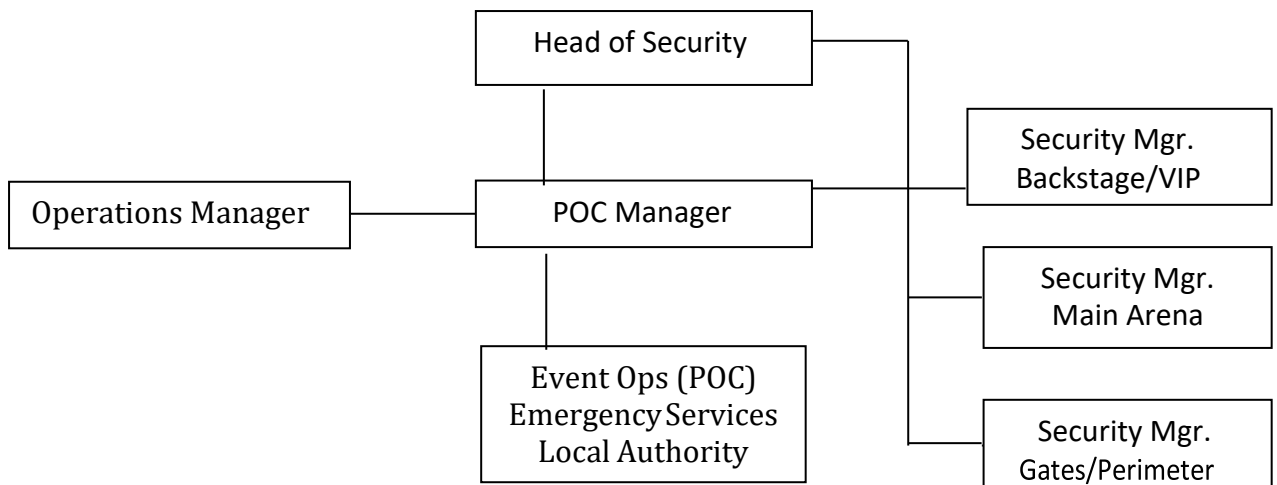 Head of Security
Security Mgr.
Backstage/VIP
Operations Manager
POC Manager
Security Mgr.
Main Arena
Event Ops (POC)
Emergency Services
Local Authority
Security Mgr.
Gates/Perimeter